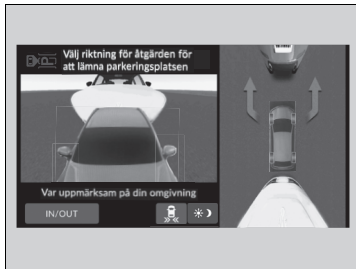 Välj riktning för åtgärden för
att lämna parkeringsplatsen
Var uppmärksam på din omgivning
IN/OUT